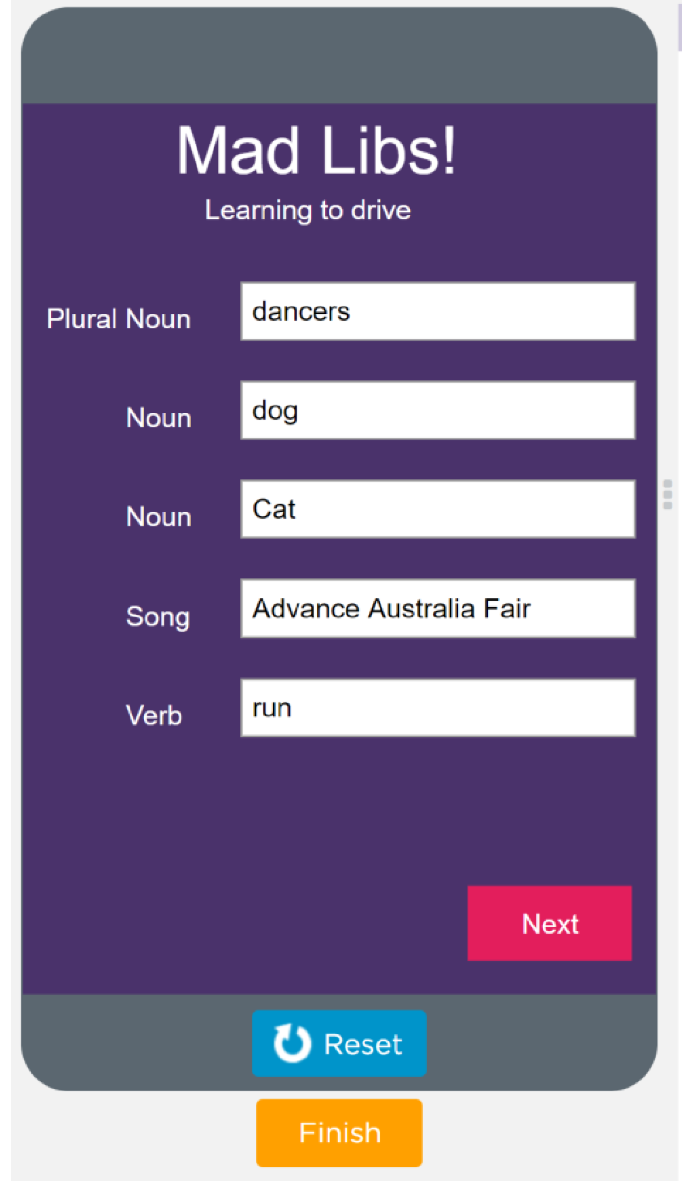 Mad Libs!
Learning to drive
Plural Noun dancers
Noun dog
Noun Cat
Song Advance Australia Fair
Verb run
Next
Reset
Finish